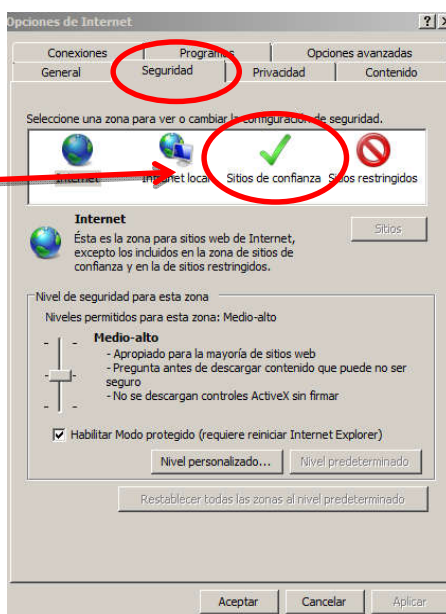 Opciones de Internet
Conexiones Programas Opciones avanzadas
General Seguridad Privacidad Contenido
Seleccione una zona para ver o cambiar la configuración de seguridad.
Internet Intranet local Sitios de confianza Sitios restringidos
Internet
Sitios
Ésta es la zona para sitios web de Internet,
excepto los incluidos en la zona de sitios de
confianza y en la de sitios restringidos.
Nivel de seguridad para esta zona
Niveles permitidos para esta zona: Medio-alto
Medio-alto
- Apropiado para la mayoría de sitios web
- Pregunta antes de descargar contenido que puede no ser
seguro
- No se descargan controles ActiveX sin firmar
Habilitar Modo protegido (requiere reiniciar Internet Explorer)
Nivel personalizado... Nivel predeterminado
Restablecer todas las zonas al nivel predeterminado
Aceptar Cancelar Aplicar